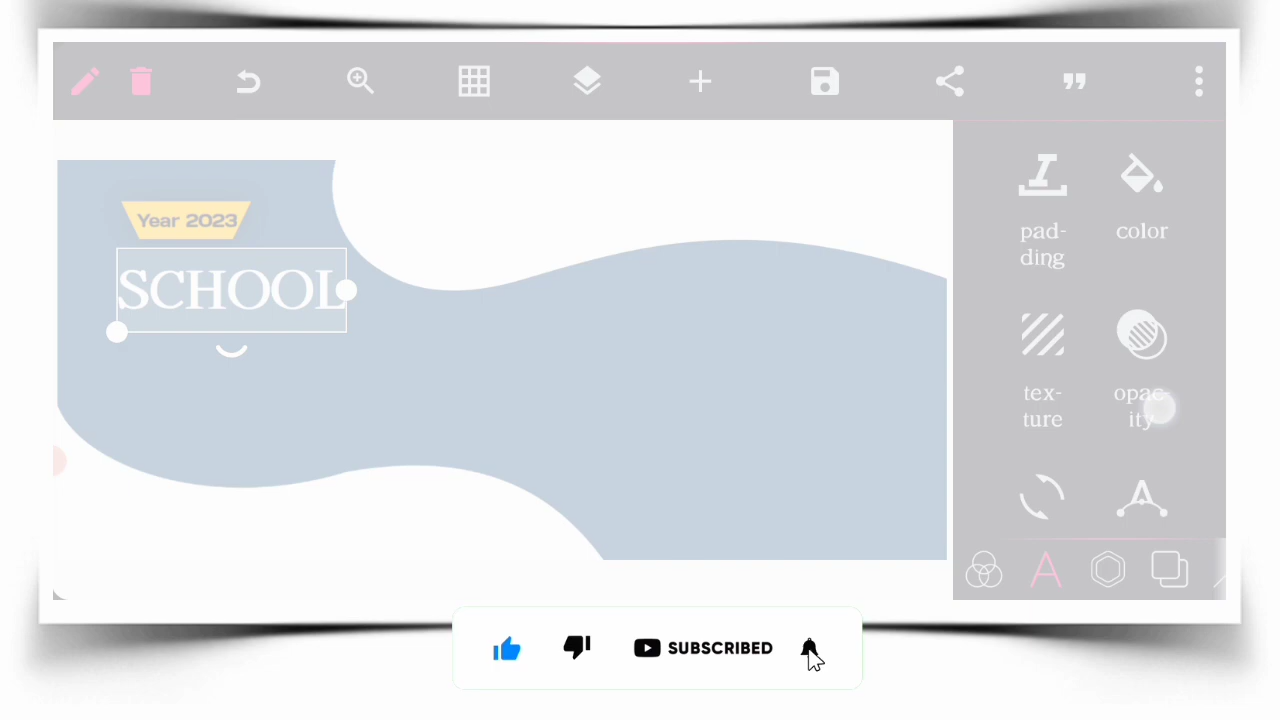 Year 2023
SCHOOL
pad-
ding
color
tex-
ture
opac-
ity
SUBSCRIBED